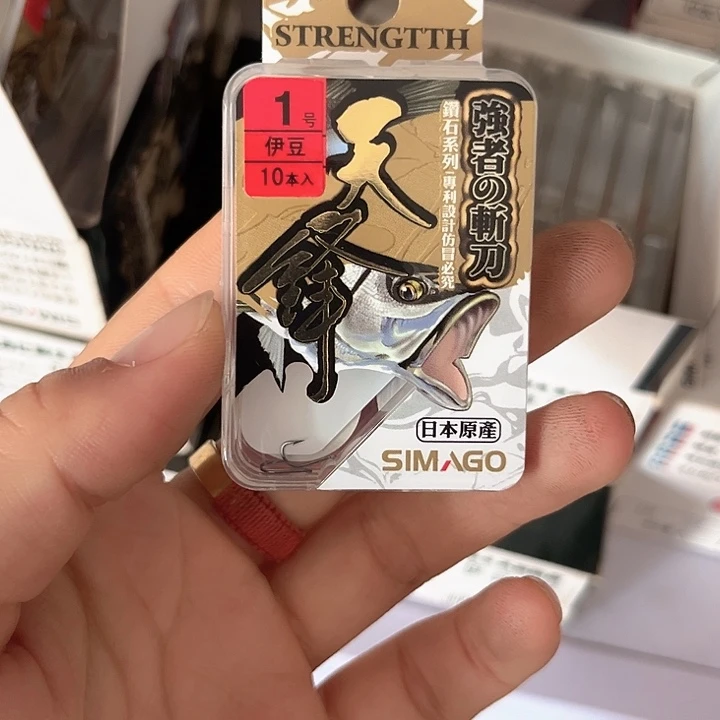 STRENGTTH
1号
伊豆
10本入
天鋒
強者の斬刀
鑽石系列-專利設計仿冒必究
日本原產
SIMAGO